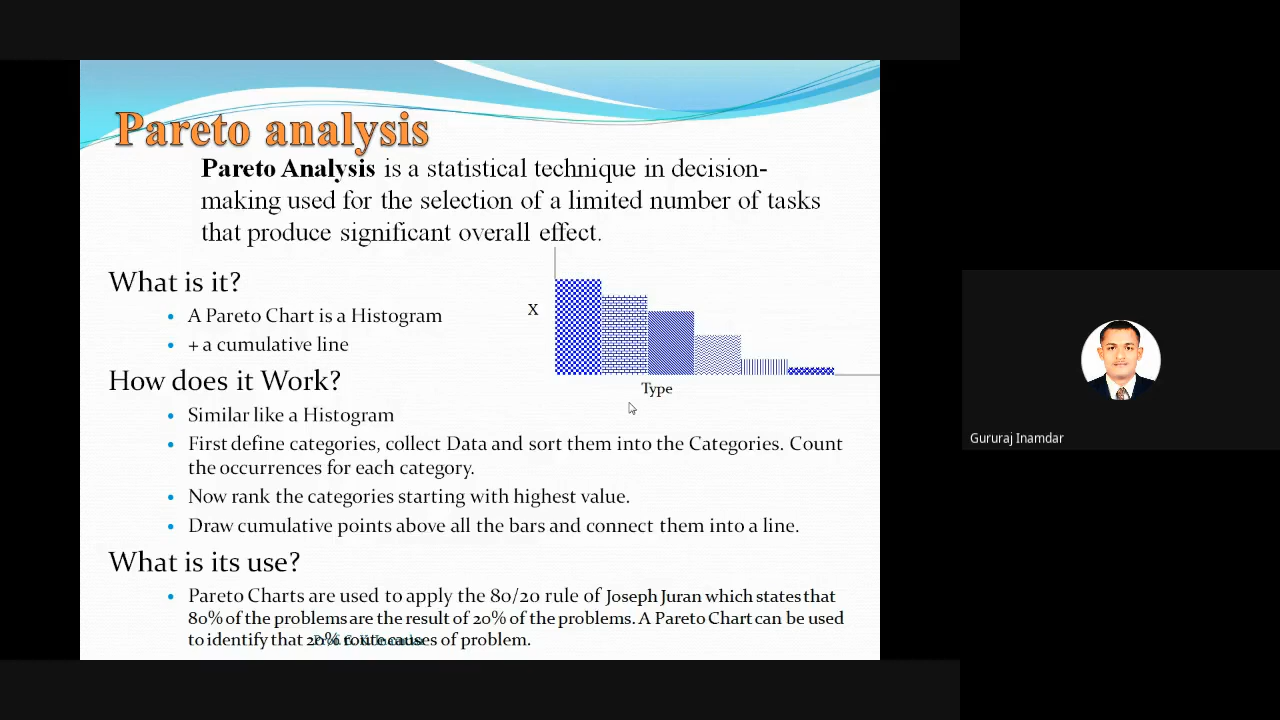 Pareto analysis
Pareto Analysis is a statistical technique in decision-
making used for the selection of a limited number of tasks
that produce significant overall effect.
What is it?
• A Pareto Chart is a Histogram
• + a cumulative line
X
Type
How does it Work?
• Similar like a Histogram
• First define categories, collect Data and sort them into the Categories. Count
the occurrences for each category.
• Now rank the categories starting with highest value.
• Draw cumulative points above all the bars and connect them into a line.
What is its use?
• Pareto Charts are used to apply the 80/20 rule of Joseph Juran which states that
80% of the problems are the result of 20% of the problems. A Pareto Chart can be used
to identify that 20% root causes of problem.
Gururaj Inamdar